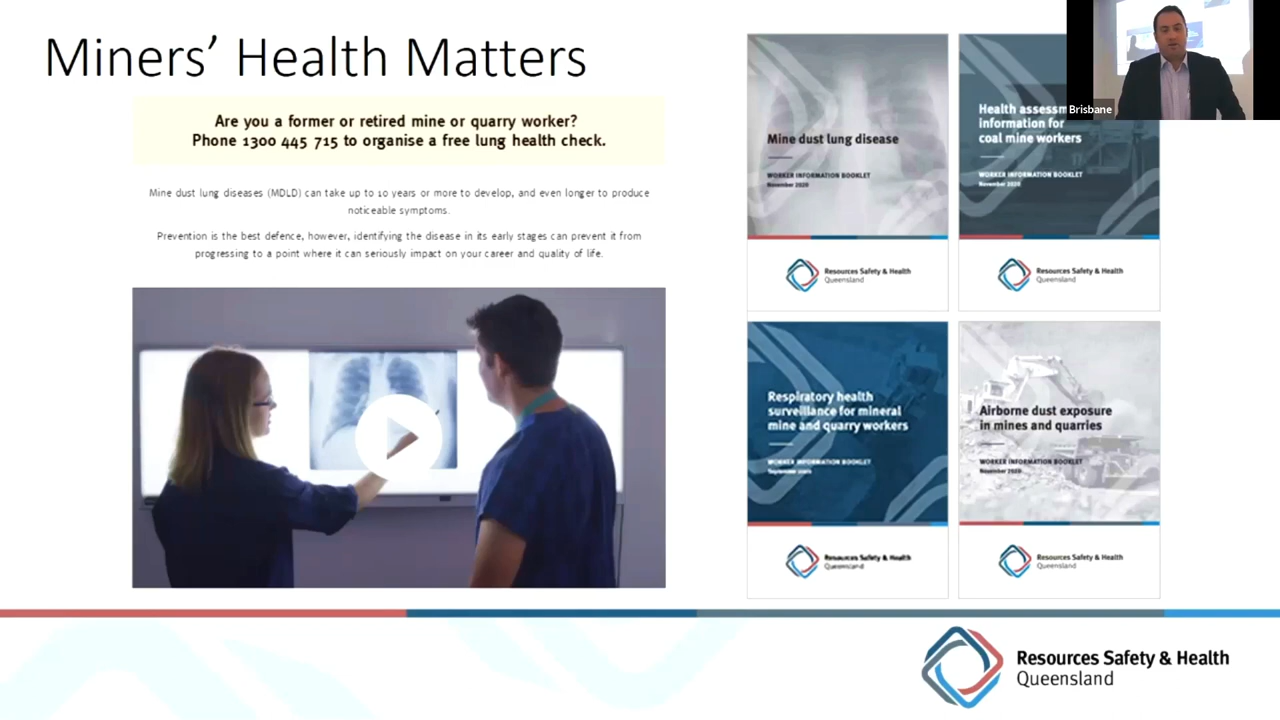 Miners’ Health Matters
Are you a former or retired mine or quarry worker?
Phone 1300 445 715 to organise a free lung health check.
Mine dust lung diseases (MDLD) can take up to 10 years or more to develop, and even longer to produce
noticeable symptoms.
Prevention is the best defence, however, identifying the disease in its early stages can prevent it from
progressing to a point where it can seriously impact on your career and quality of life.
Mine dust lung disease
WORKER INFORMATION BOOKLET
November 2020
Resources Safety & Health
Queensland
Health assessm
information for
coal mine workers
WORKER INFORMATION BOOKLET
November 2020
Resources Safety & Health
Queensland
Brisbane
Respiratory health
surveillance for mineral
mine and quarry workers
WORKER INFORMATION BOOKLET
Resources Safety & Health
Queensland
Airborne dust exposure
in mines and quarries
WORKER INFORMATION BOOKLET
November 2020
Resources Safety & Health
Queensland
Resources Safety & Health
Queensland